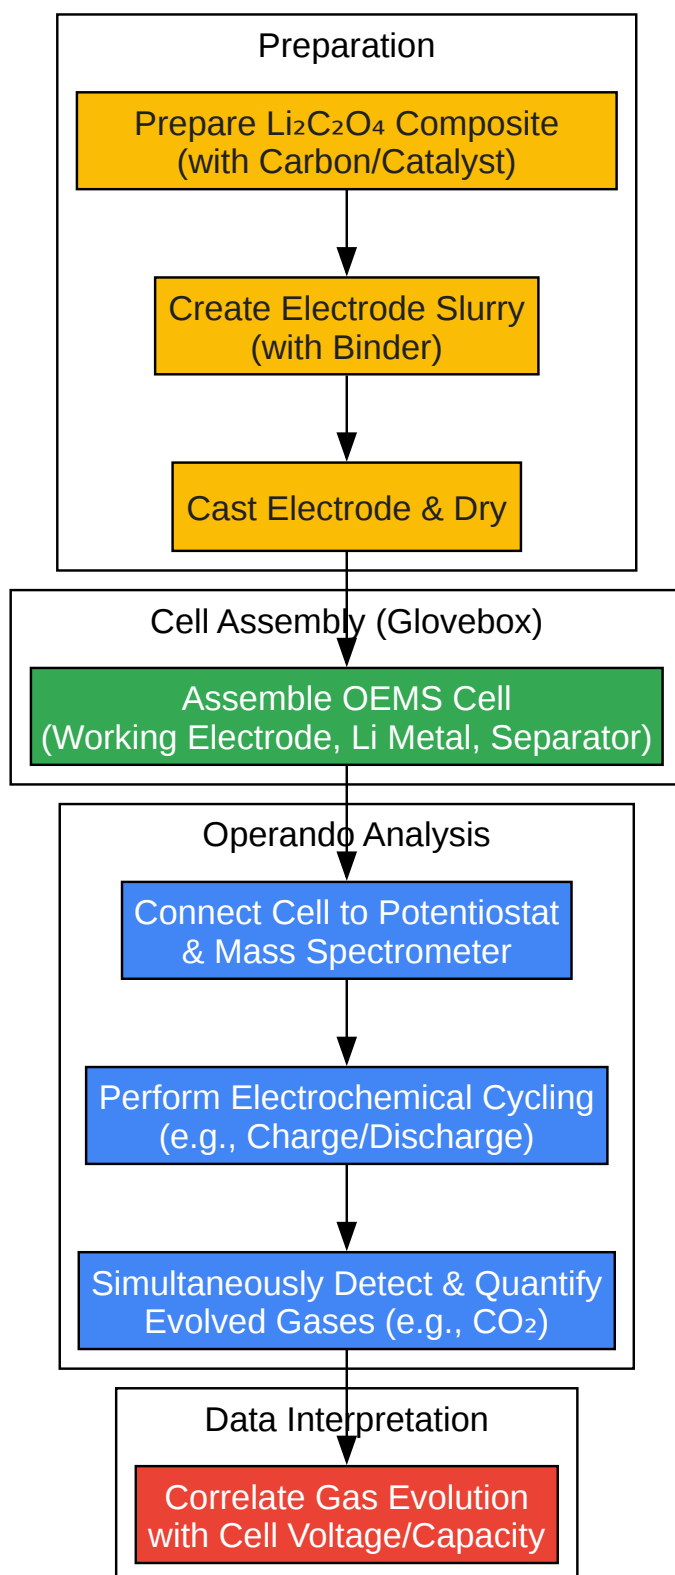 Preparation
Prepare Li₂C₂O₄ Composite
(with Carbon/Catalyst)
Create Electrode Slurry
(with Binder)
Cast Electrode & Dry
Cell Assembly (Glovebox)
Assemble OEMS Cell
(Working Electrode, Li Metal, Separator)
Operando Analysis
Connect Cell to Potentiostat
& Mass Spectrometer
Perform Electrochemical Cycling
(e.g., Charge/Discharge)
Simultaneously Detect & Quantify
Evolved Gases (e.g., CO₂)
Data Interpretation
Correlate Gas Evolution
with Cell Voltage/Capacity